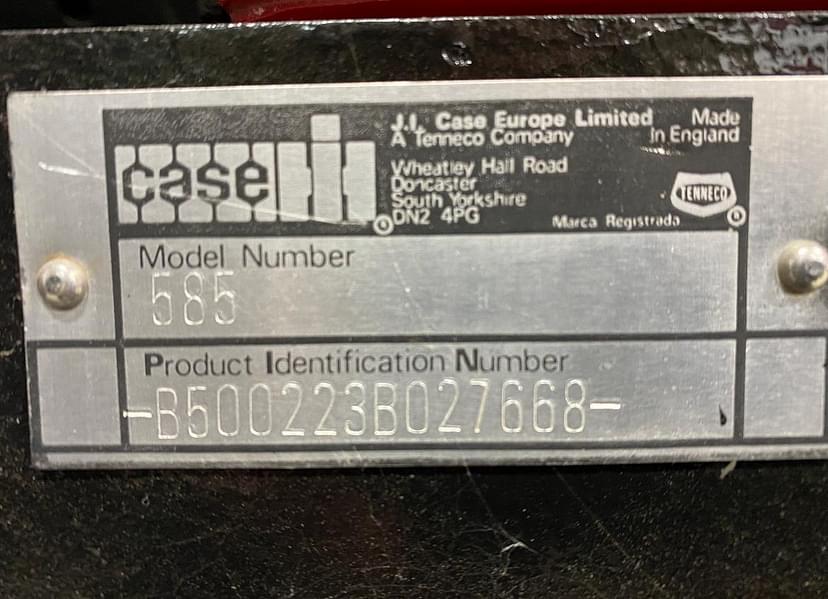 case IH
J.I. Case Europe Limited Made
A Tenneco Company In England
Wheatley Hall Road
Doncaster
South Yorkshire
DN2 4PG
TENNECO
Marca Registrada
Model Number
585
Product Identification Number
-B500223B027668-